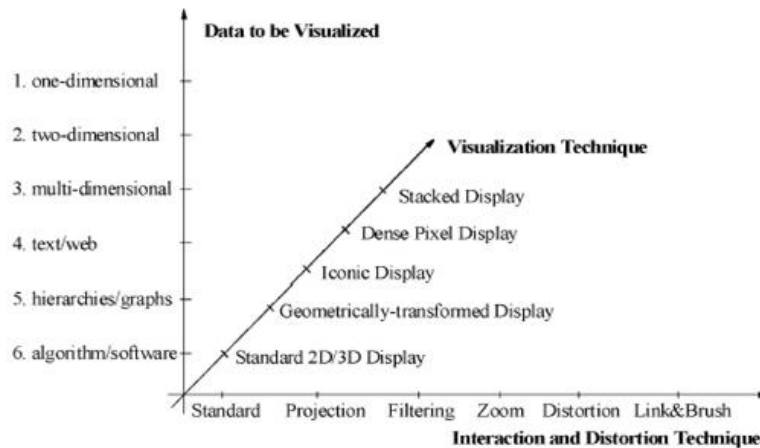 Data to be Visualized
1. one-dimensional
2. two-dimensional
Visualization Technique
3. multi-dimensional
Stacked Display
Dense Pixel Display
4. text/web
Iconic Display
5. hierarchies/graphs
Geometrically-transformed Display
6. algorithm/software
Standard 2D/3D Display
Standard Projection Filtering Zoom Distortion Link&Brush
Interaction and Distortion Technique